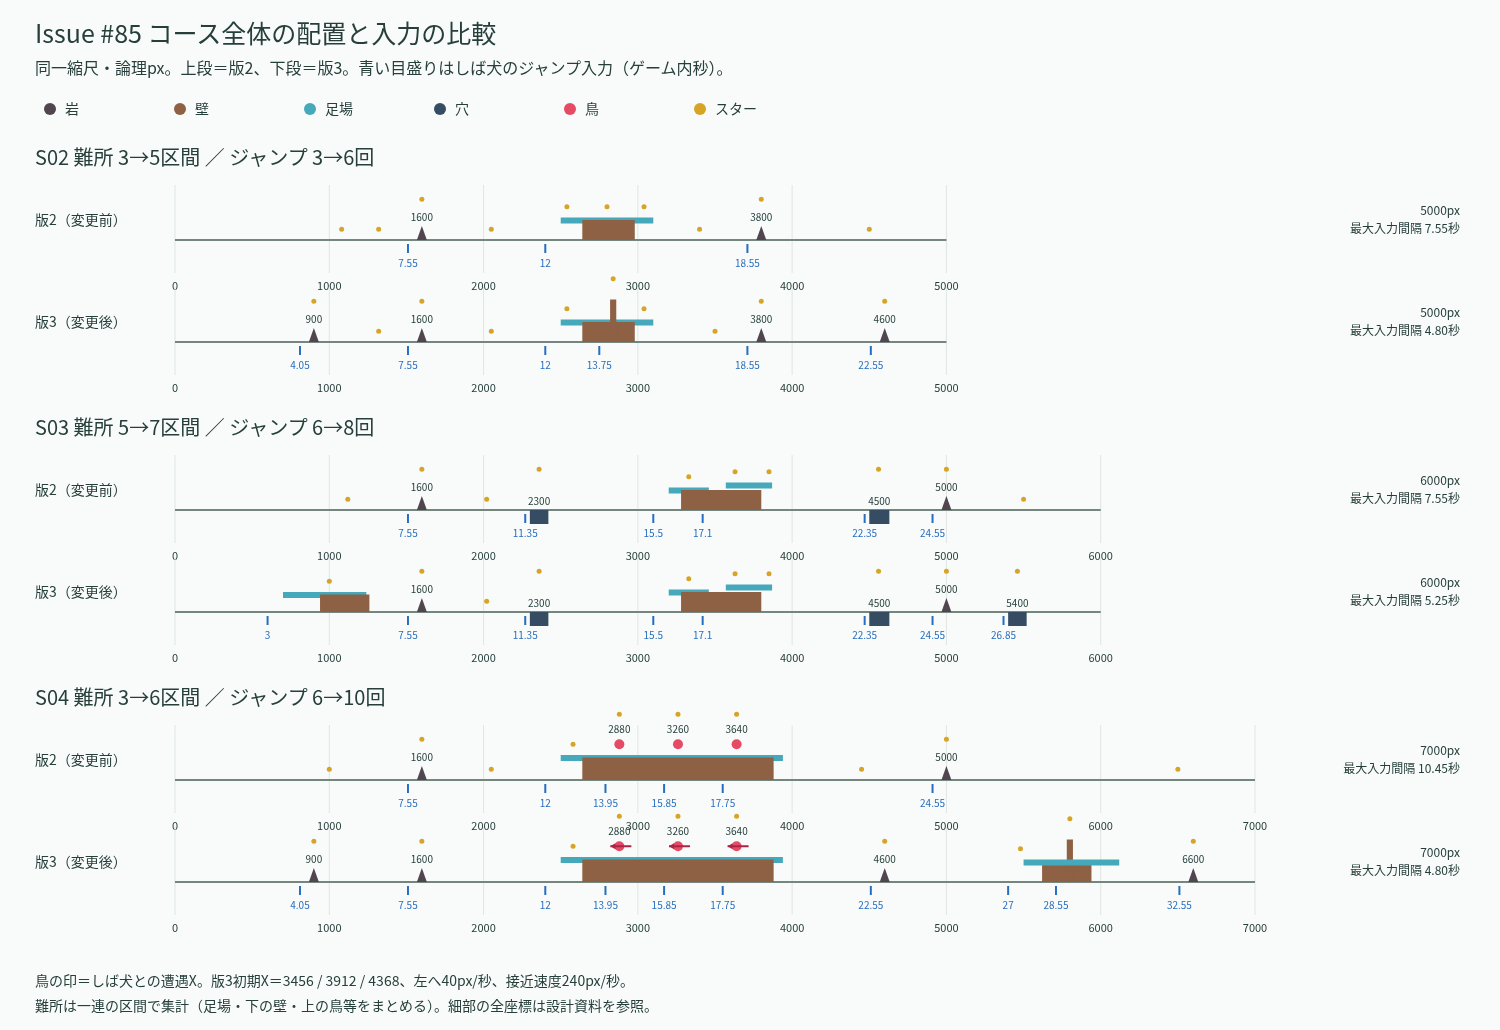 Issue #85 コース全体の配置と入力の比較
同一縮尺・論理px。上段＝版2、下段＝版3。青い目盛りはしば犬のジャンプ入力（ゲーム内秒）。
岩 壁 足場 穴 鳥 スター
S02 難所 3→5区間 ／ ジャンプ 3→6回
版2（変更前）
1600 3800
5000px
最大入力間隔 7.55秒
7.55 12 18.55
0 1000 2000 3000 4000 5000
版3（変更後）
900 1600 3800 4600
5000px
最大入力間隔 4.80秒
4.05 7.55 12 13.75 18.55 22.55
0 1000 2000 3000 4000 5000
S03 難所 5→7区間 ／ ジャンプ 6→8回
版2（変更前）
1600 2300 4500 5000
6000px
最大入力間隔 7.55秒
7.55 11.35 15.5 17.1 22.35 24.55
0 1000 2000 3000 4000 5000 6000
版3（変更後）
1600 2300 4500 5000 5400
6000px
最大入力間隔 5.25秒
3 7.55 11.35 15.5 17.1 22.35 24.55 26.85
0 1000 2000 3000 4000 5000 6000
S04 難所 3→6区間 ／ ジャンプ 6→10回
版2（変更前）
1600 2880 3260 3640 5000
7000px
最大入力間隔 10.45秒
7.55 12 13.95 15.85 17.75 24.55
0 1000 2000 3000 4000 5000 6000 7000
版3（変更後）
900 1600 2880 3260 3640 4600 6600
7000px
最大入力間隔 4.80秒
4.05 7.55 12 13.95 15.85 17.75 22.55 27 28.55 32.55
0 1000 2000 3000 4000 5000 6000 7000
鳥の印＝しば犬との遭遇X。版3初期X＝3456 / 3912 / 4368、左へ40px/秒、接近速度240px/秒。
難所は一連の区間で集計（足場・下の壁・上の鳥等をまとめる）。細部の全座標は設計資料を参照。